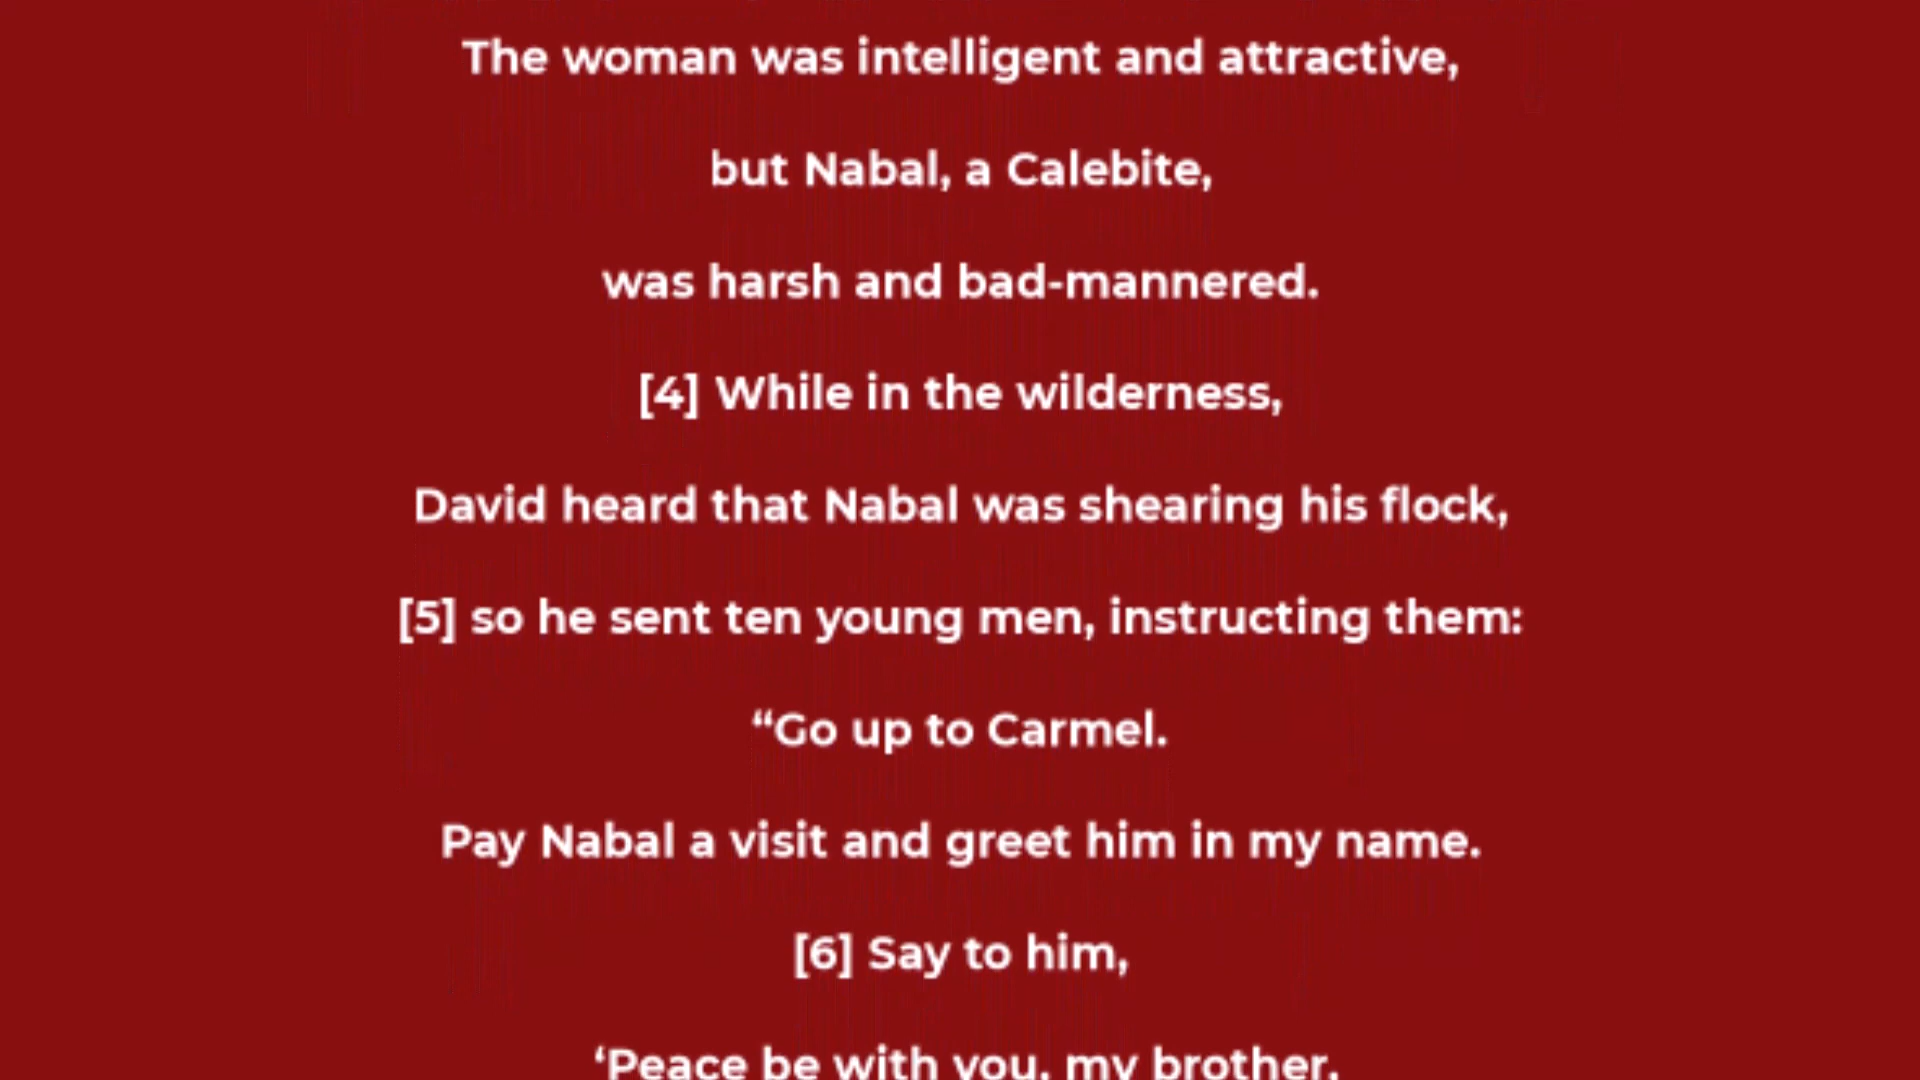 The woman was intelligent and attractive,
but Nabal, a Calebite,
was harsh and bad-mannered.
[4] While in the wilderness,
David heard that Nabal was shearing his flock,
[5] so he sent ten young men, instructing them:
“Go up to Carmel.
Pay Nabal a visit and greet him in my name.
[6] Say to him,
‘Peace be with you, my brother,